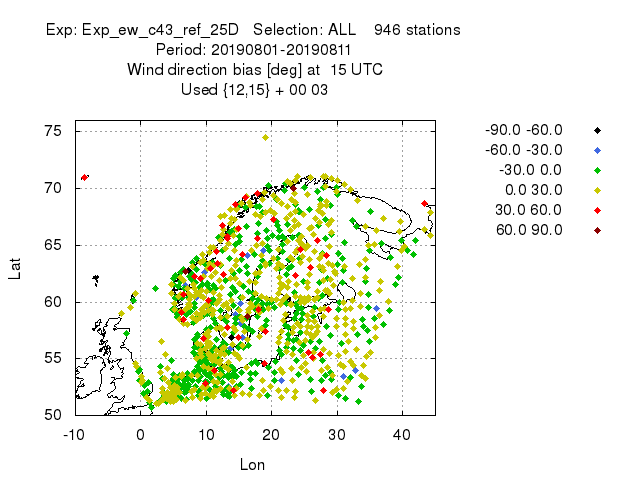 Exp: Exp_ew_c43_ref_25D   Selection: ALL    946 stations
Period: 20190801-20190811
Wind direction bias [deg] at  15 UTC
Used {12,15} + 00 03
75
70
65
60
55
50
-10 0 10 20 30 40
Lat
Lon
-90.0 -60.0
-60.0 -30.0
-30.0 0.0
0.0 30.0
30.0 60.0
60.0 90.0